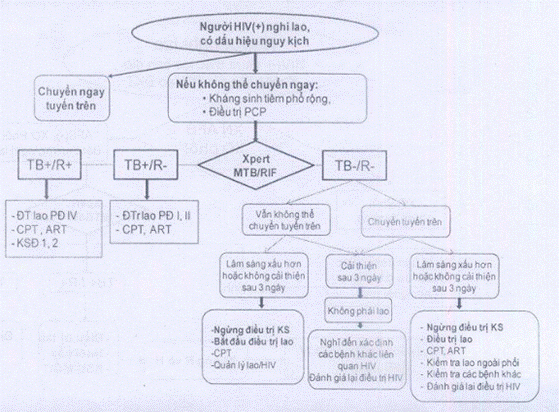 Người HIV(+) nghi lao,
có dấu hiệu nguy kịch
Chuyển ngay
tuyến trên
Nếu không thể chuyển ngay:
• Kháng sinh tiêm phổ rộng,
• Điều trị PCP
Xpert
MTB/RIF
TB+/R+
TB+/R-
TB-/R-
-ĐT lao PĐ IV
-CPT , ART
-KSĐ 1, 2
-ĐTr lao PĐ I, II
-CPT, ART
Vẫn không thể
chuyển tuyến trên
Chuyển tuyến trên
Lâm sàng xấu hơn
hoặc không cải thiện
sau 3 ngày
Cải thiện
sau 3 ngày
Lâm sàng xấu hơn
hoặc không cải thiện
sau 3 ngày
Không phải lao
-Ngừng điều trị KS
-Bắt đầu điều trị lao
-CPT
-Quản lý lao/HIV
Nghĩ đến xác định
các bệnh khác liên
quan HIV
Đánh giá lại điều trị HIV
- Ngừng điều trị KS
- Điều trị lao
- CPT, ART
- Kiểm tra lao ngoài phổi
- Kiểm tra các bệnh khác
- Đánh giá lại điều trị HIV